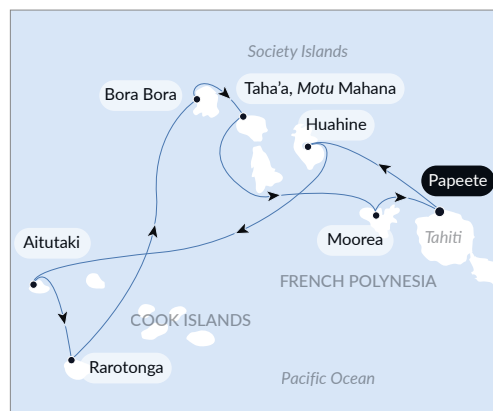 Society Islands
Bora Bora
Taha’a, Motu Mahana
Huahine
Papeete
Aitutaki
Moorea
Tahiti
FRENCH POLYNESIA
COOK ISLANDS
Rarotonga
Pacific Ocean